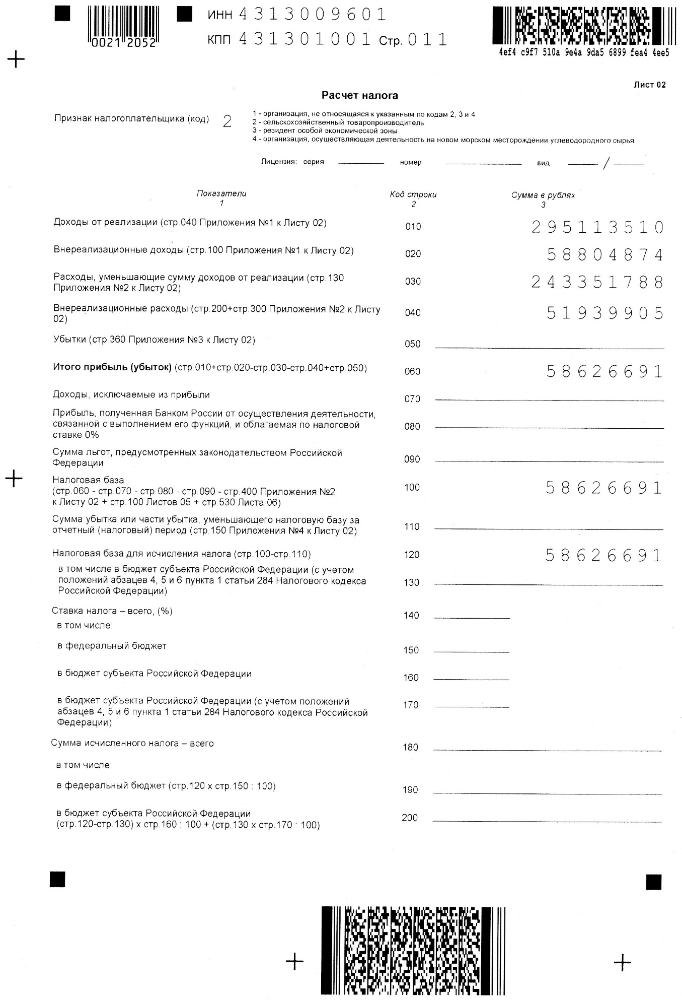 ИНН 4313009601
0021 2052
КПП 431301001 Стр. 011
4ef4 c9f7 510a 9e4a 9da5 6899 fea4 4ee5
Лист 02
Расчет налога
Признак налогоплательщика (код) 2
1 - организация, не относящаяся к указанным по кодам 2, 3 и 4
2 - сельскохозяйственный товаропроизводитель
3 - резидент особой экономической зоны
4 - организация, осуществляющая деятельность на новом морском месторождении углеводородного сырья
Лицензия: серия номер вид /
Показатели Код строки Сумма в рублях
1 2 3
Доходы от реализации (стр.040 Приложения №1 к Листу 02) 010 295113510
Внереализационные доходы (стр.100 Приложения №1 к Листу 02) 020 58804874
Расходы, уменьшающие сумму доходов от реализации (стр.130 030 243351788
Приложения №2 к Листу 02)
Внереализационные расходы (стр.200+стр.300 Приложения №2 к Листу 040 51939905
02)
Убытки (стр.360 Приложения №3 к Листу 02) 050
Итого прибыль (убыток) (стр.010+стр.020-стр.030-стр.040+стр.050) 060 58626691
Доходы, исключаемые из прибыли 070
Прибыль, полученная Банком России от осуществления деятельности,
связанной с выполнением его функций, и облагаемая по налоговой 080
ставке 0%
Сумма льгот, предусмотренных законодательством Российской 090
Федерации
Налоговая база 100 58626691
(стр.060 - стр.070 - стр.080 - стр.090 - стр.400 Приложения №2
к Листу 02 + стр.100 Листов 05 + стр.530 Листа 06)
Сумма убытка или части убытка, уменьшающего налоговую базу за 110
отчетный (налоговый) период (стр.150 Приложения №4 к Листу 02)
Налоговая база для исчисления налога (стр.100-стр.110) 120 58626691
в том числе в бюджет субъекта Российской Федерации (с учетом
положений абзацев 4, 5 и 6 пункта 1 статьи 284 Налогового кодекса 130
Российской Федерации)
Ставка налога – всего, (%) 140
в том числе:
в федеральный бюджет 150
в бюджет субъекта Российской Федерации 160
в бюджет субъекта Российской Федерации (с учетом положений 170
абзацев 4, 5 и 6 пункта 1 статьи 284 Налогового кодекса Российской
Федерации)
Сумма исчисленного налога – всего 180
в том числе:
в федеральный бюджет (стр.120 х стр.150 : 100) 190
в бюджет субъекта Российской Федерации 200
(стр.120-стр.130) х стр.160 : 100 + (стр.130 х стр.170 : 100)